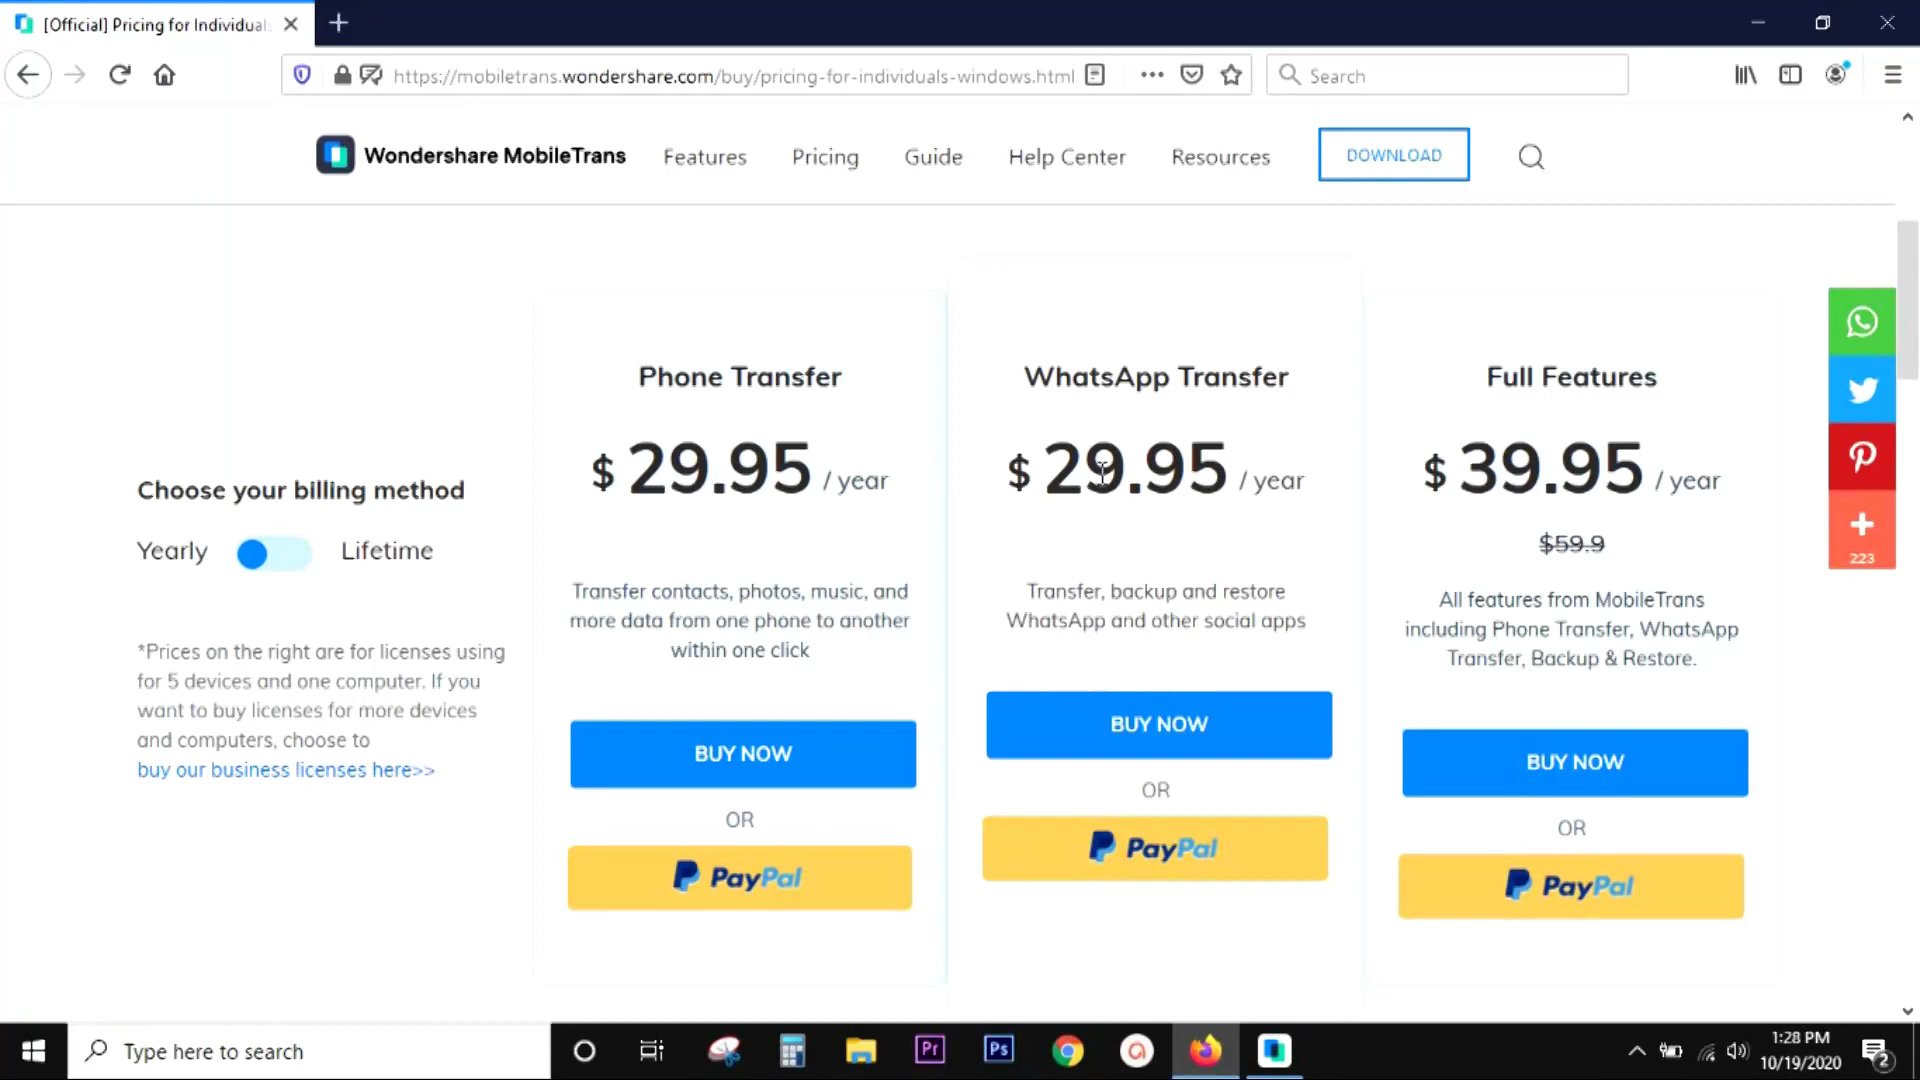 [Official] Pricing for Individual
https://mobiletrans.wondershare.com/buy/pricing-for-individuals-windows.html
Search
Wondershare MobileTrans
Features
Pricing
Guide
Help Center
Resources
DOWNLOAD
Choose your billing method
Yearly
Lifetime
*Prices on the right are for licenses using
for 5 devices and one computer. If you
want to buy licenses for more devices
and computers, choose to
buy our business licenses here>>
Phone Transfer
$ 29.95 / year
Transfer contacts, photos, music, and
more data from one phone to another
within one click
BUY NOW
OR
PayPal
WhatsApp Transfer
$ 29.95 / year
Transfer, backup and restore
WhatsApp and other social apps
BUY NOW
OR
PayPal
Full Features
$ 39.95 / year
$59.9
All features from MobileTrans
including Phone Transfer, WhatsApp
Transfer, Backup & Restore.
BUY NOW
OR
PayPal
223
Type here to search
Pr
Ps
1:28 PM
10/19/2020
2